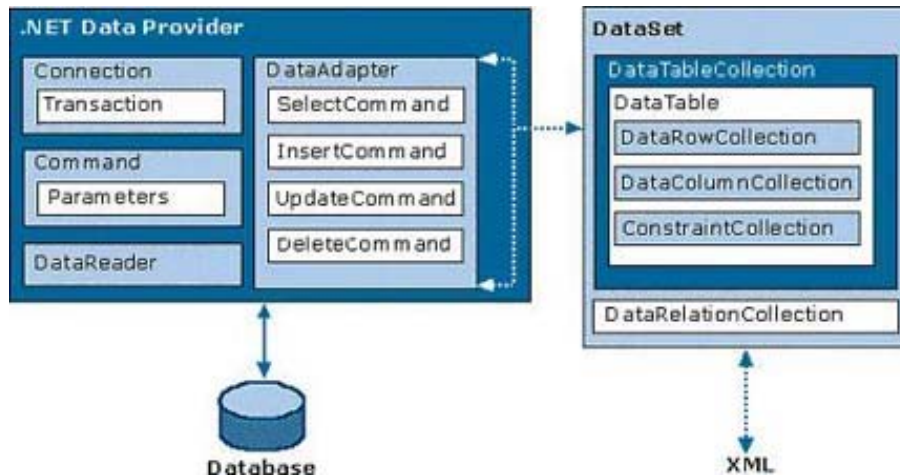 .NET Data Provider
Connection
Transaction
Command
Parameters
DataReader
DataAdapter
SelectCommand
InsertCommand
UpdateCommand
DeleteCommand
Database
DataSet
DataTableCollection
DataTable
DataRowCollection
DataColumnCollection
ConstraintCollection
DataRelationCollection
XML